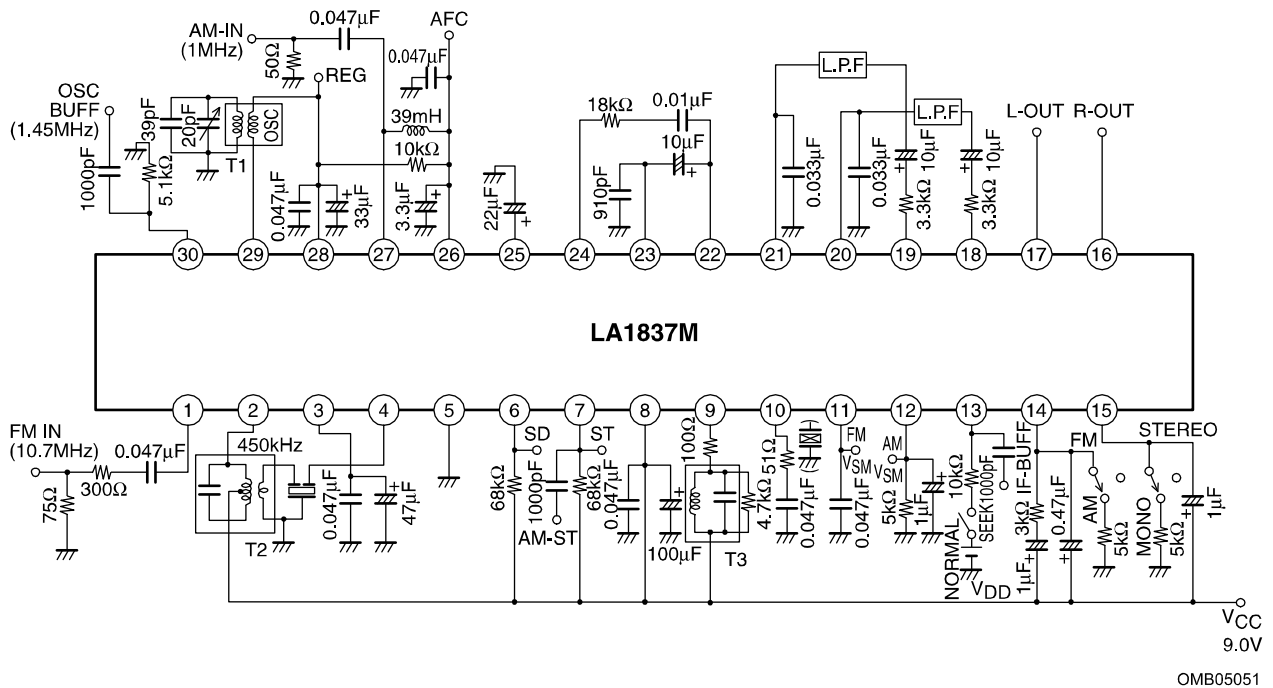 AM-IN
(1MHz)
0.047μF
AFC
50Ω
0.047μF
REG
OSC
BUFF
(1.45MHz)
39pF
20pF
OSC
T1
1000pF
5.1kΩ
39mH
10kΩ
0.047μF
33μF
3.3μF
22μF
18kΩ
0.01μF
10μF
910pF
L.P.F
L.P.F
0.033μF
0.033μF
10μF
10μF
3.3kΩ
3.3kΩ
L-OUT
R-OUT
30
29
28
27
26
25
24
23
22
21
20
19
18
17
16
LA1837M
1
2
3
4
5
6
7
8
9
10
11
12
13
14
15
FM IN
(10.7MHz)
0.047μF
300Ω
75Ω
450kHz
T2
0.047μF
47μF
SD
68kΩ
1000pF
AM-ST
ST
68kΩ
0.047μF
100μF
100Ω
4.7kΩ
T3
51Ω
0.047μF
FM
VSM
0.047μF
AM
VSM
5kΩ
1μF
10kΩ
SEEK
1000pF
IF-BUFF
NORMAL
VDD
3kΩ
1μF
0.47μF
FM
AM
5kΩ
STEREO
MONO
5kΩ
1μF
VCC
9.0V
OMB05051